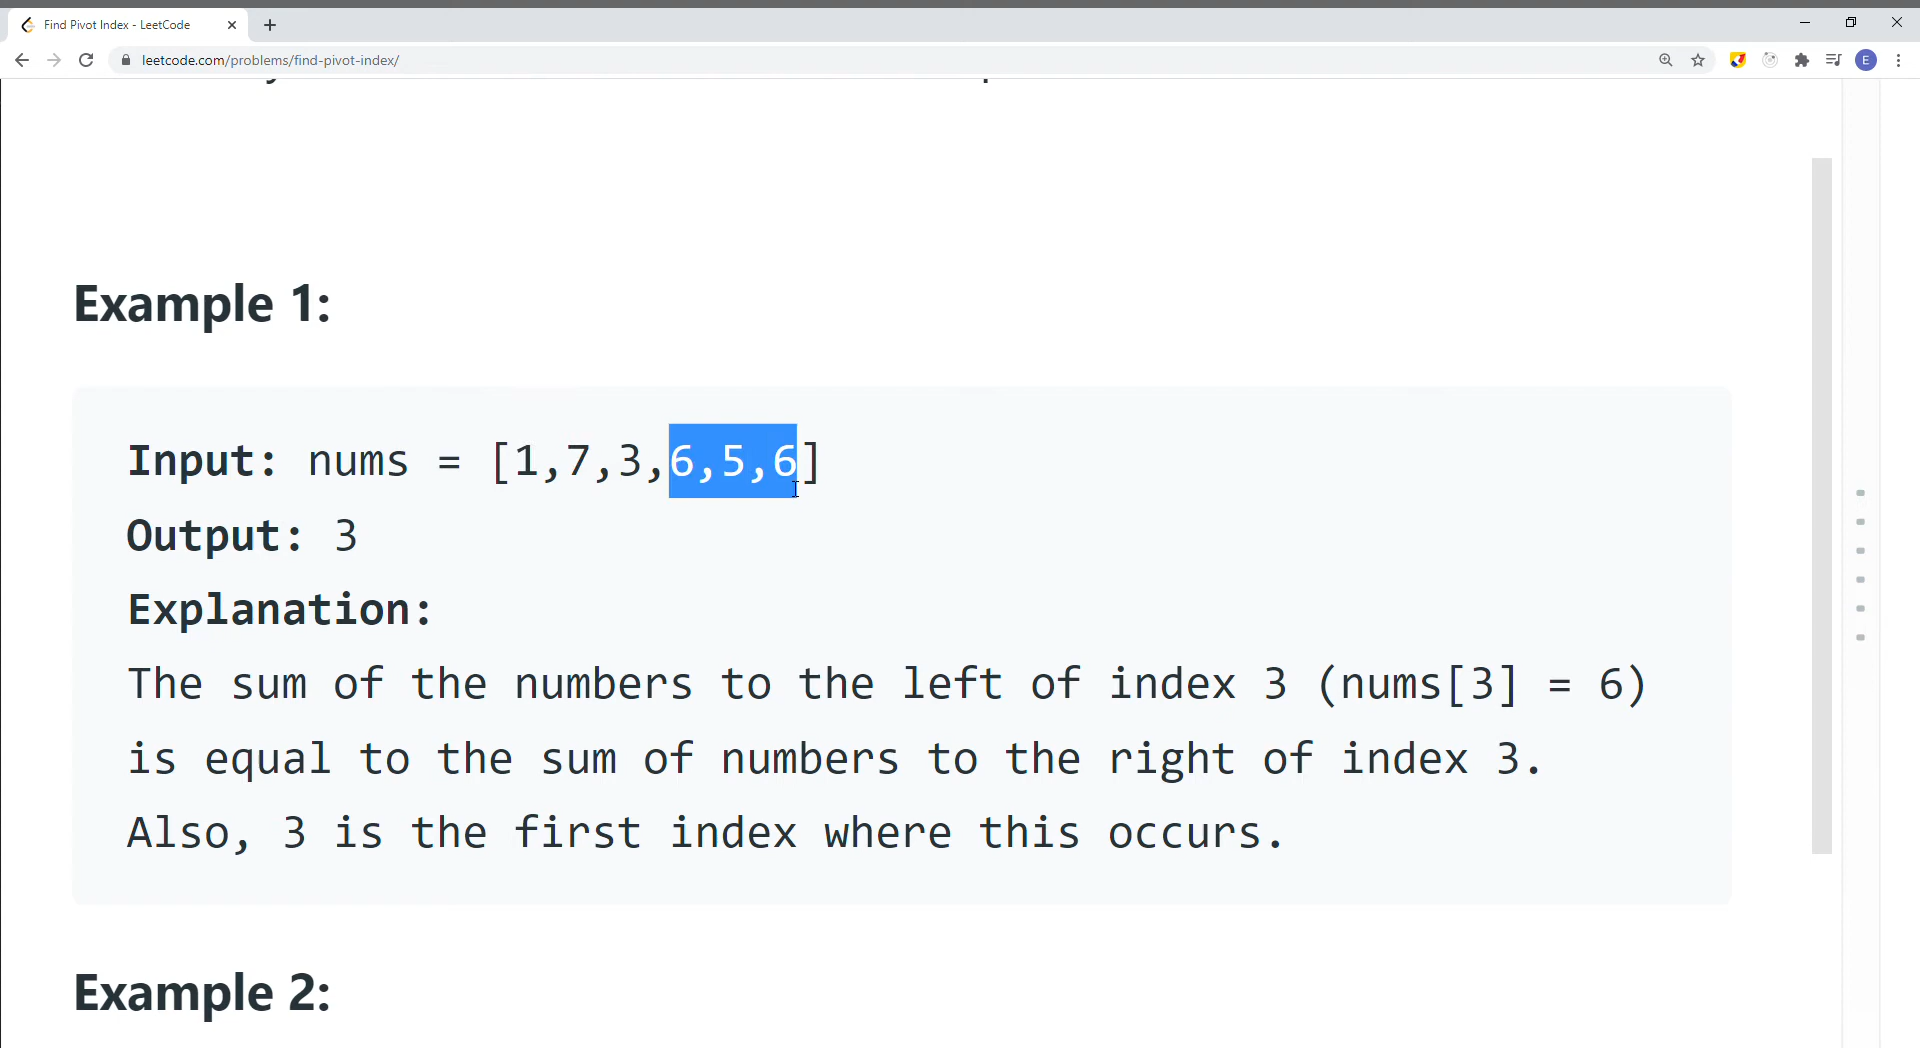 Find Pivot Index - LeetCode
leetcode.com/problems/find-pivot-index/
E
Example 1:
Input: nums = [1,7,3,6,5,6]
Output: 3
Explanation:
The sum of the numbers to the left of index 3 (nums[3] = 6)
is equal to the sum of numbers to the right of index 3.
Also, 3 is the first index where this occurs.
Example 2: